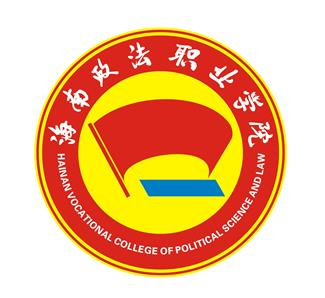 海南政法职业学院
HAINAN VOCATIONAL COLLEGE OF POLITICAL SCIENCE AND LAW